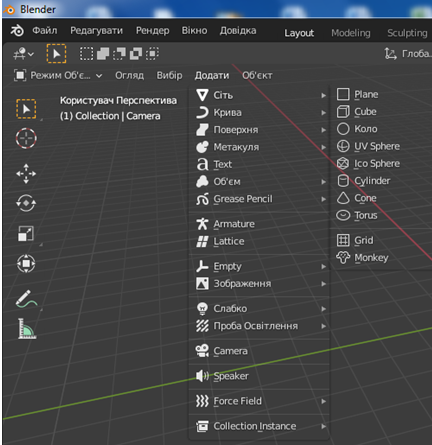 Blender
Файл Редагувати Рендер Вікно Довідка Layout Modeling Sculpting
Глоба.
Режим Об'є... Огляд Вибір Додати Об'єкт
Користувач Перспектива
(1) Collection | Camera
Сіть
Крива
Поверхня
Метакуля
Text
Об'єм
Grease Pencil
Armature
Lattice
Empty
Зображення
Слабко
Проба Освітлення
Camera
Speaker
Force Field
Collection Instance
Plane
Cube
Коло
UV Sphere
Ico Sphere
Cylinder
Cone
Torus
Grid
Monkey